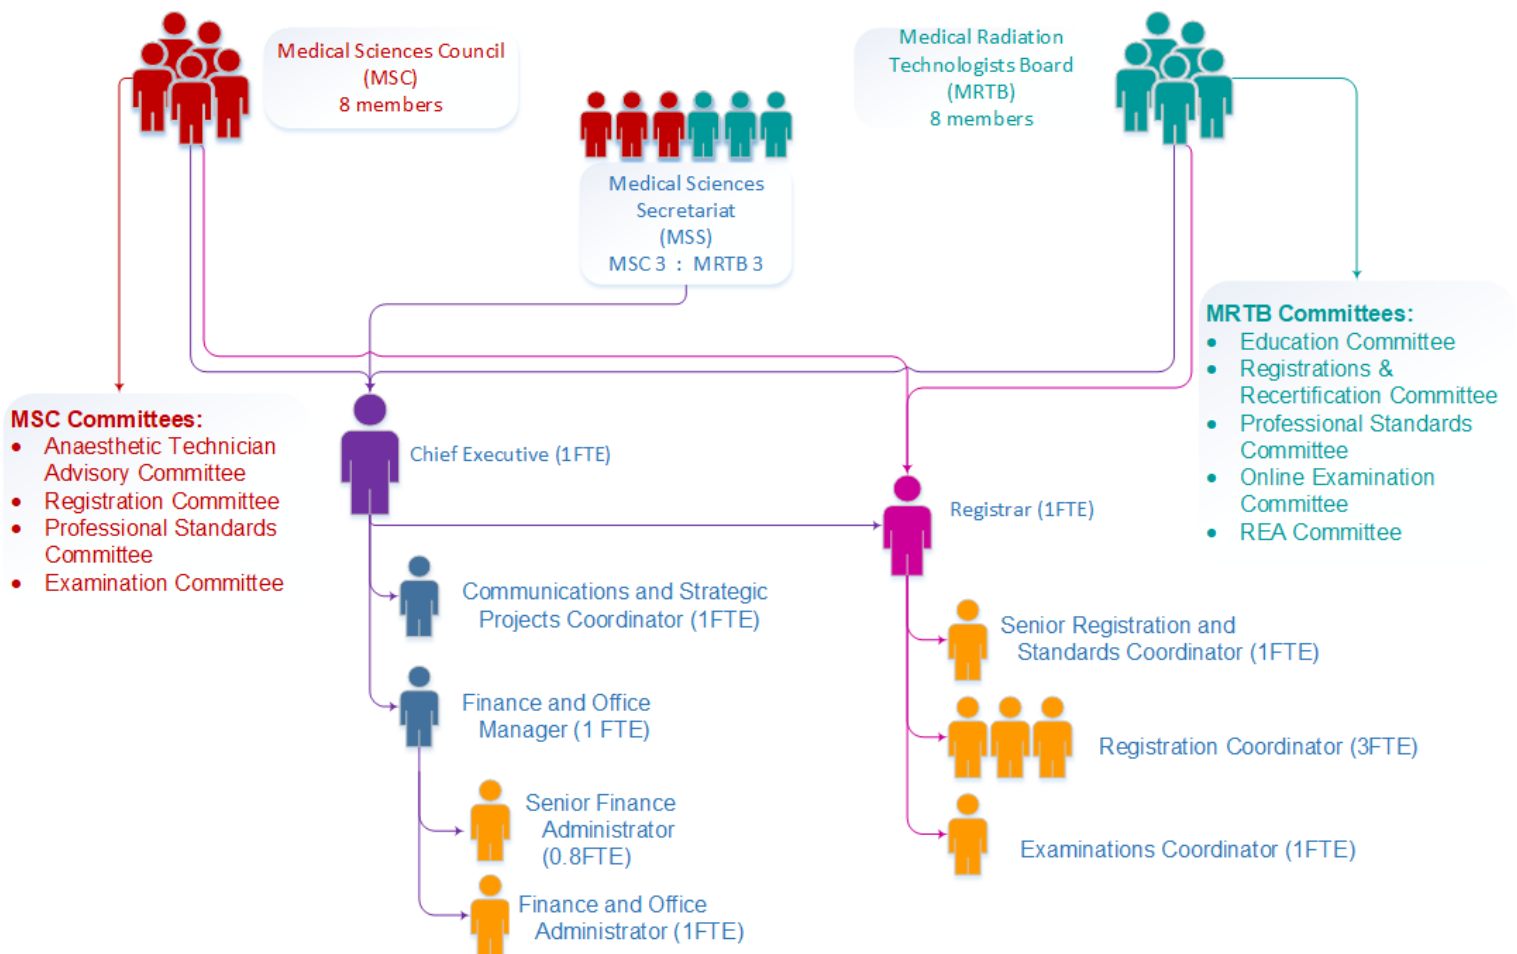 Medical Sciences Council
(MSC)
8 members
Medical Radiation
Technologists Board
(MRTB)
8 members
Medical Sciences
Secretariat
(MSS)
MSC 3 : MRTB 3
MSC Committees:
• Anaesthetic Technician
Advisory Committee
• Registration Committee
• Professional Standards
Committee
• Examination Committee
MRTB Committees:
• Education Committee
• Registrations &
Recertification Committee
• Professional Standards
Committee
• Online Examination
Committee
• REA Committee
Chief Executive (1FTE)
Registrar (1FTE)
Communications and Strategic
Projects Coordinator (1FTE)
Finance and Office
Manager (1 FTE)
Senior Finance
Administrator
(0.8FTE)
Finance and Office
Administrator (1FTE)
Senior Registration and
Standards Coordinator (1FTE)
Registration Coordinator (3FTE)
Examinations Coordinator (1FTE)